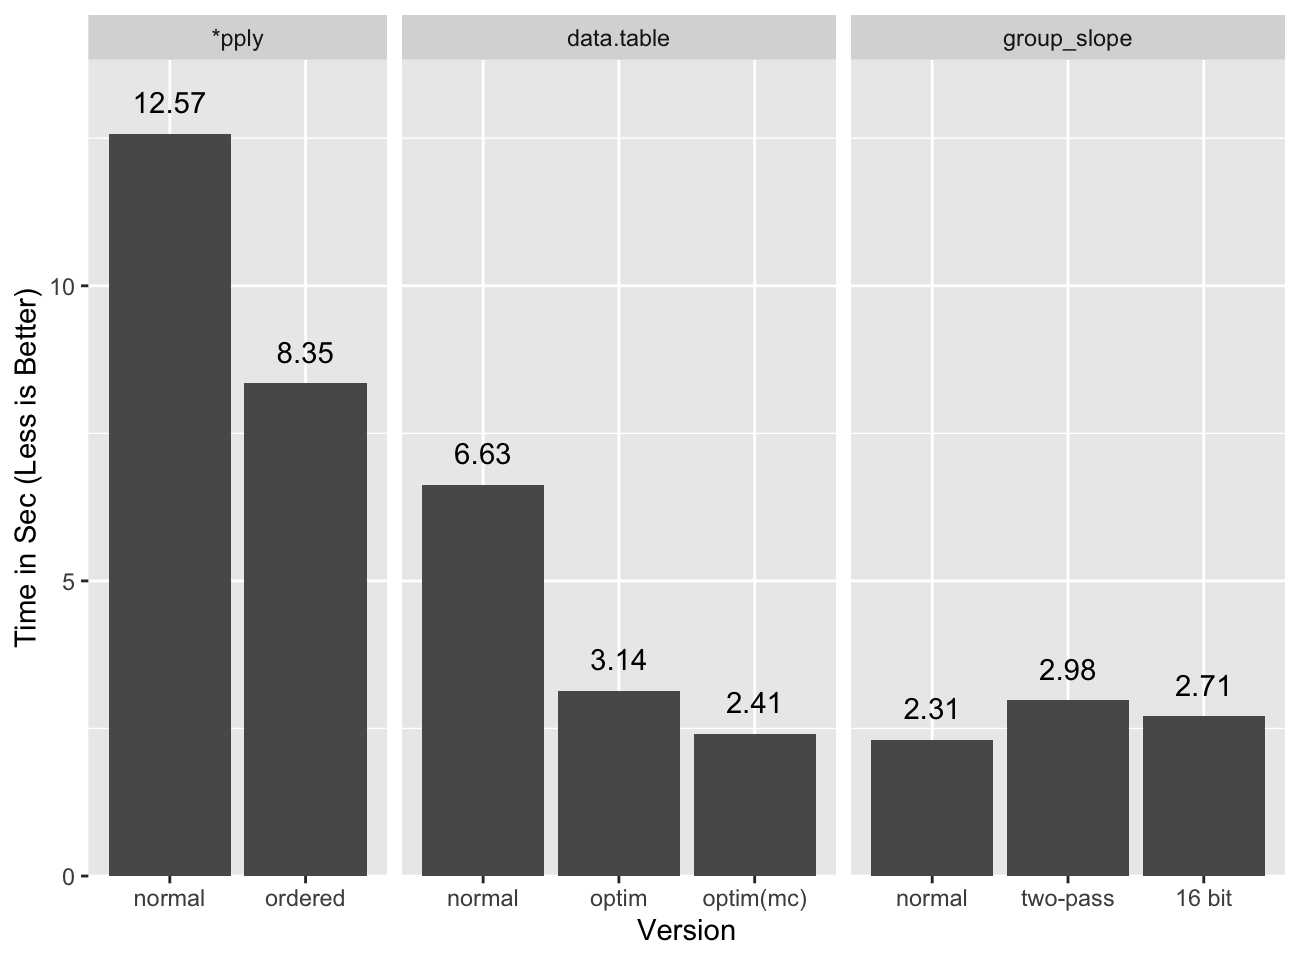 *pply
data.table
group_slope
12.57
8.35
6.63
3.14
2.41
2.31
2.98
2.71
10
5
0
Time in Sec (Less is Better)
normal
ordered
normal
optim
optim(mc)
normal
two-pass
16 bit
Version